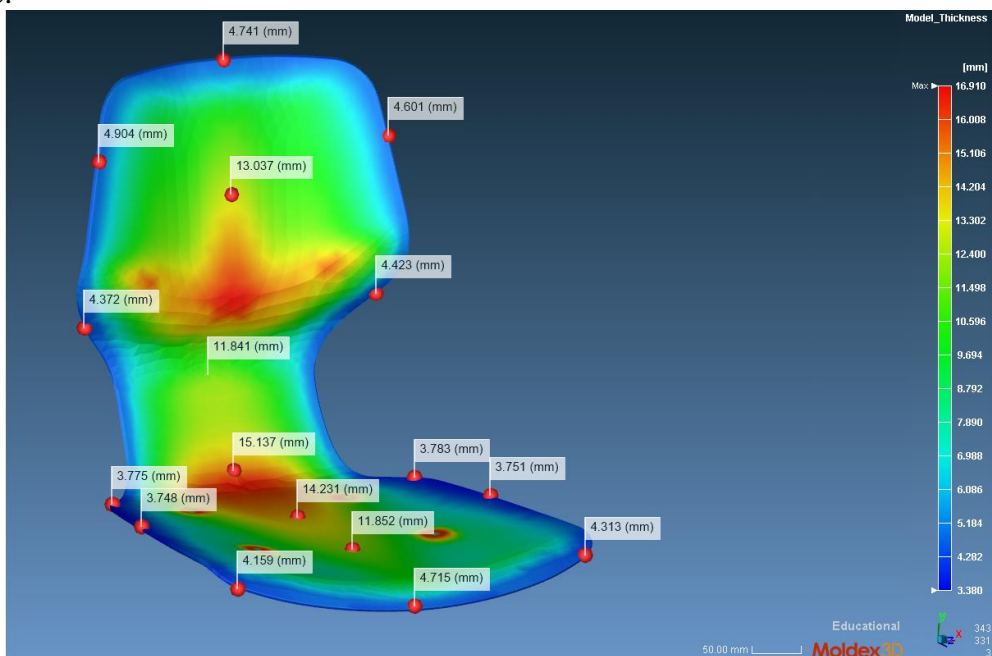 Model_Thickness
[mm]
Max
16.910
16.008
15.106
14.204
13.302
12.400
11.498
10.596
9.694
8.792
7.890
6.988
6.086
5.184
4.282
3.380
4.741 (mm)
4.601 (mm)
4.904 (mm)
13.037 (mm)
4.423 (mm)
4.372 (mm)
11.841 (mm)
15.137 (mm)
3.783 (mm)
3.775 (mm)
3.751 (mm)
14.231 (mm)
3.748 (mm)
11.852 (mm)
4.313 (mm)
4.159 (mm)
4.715 (mm)
Educational
50.00 mm
Moldex3D
y
x
343
331
3